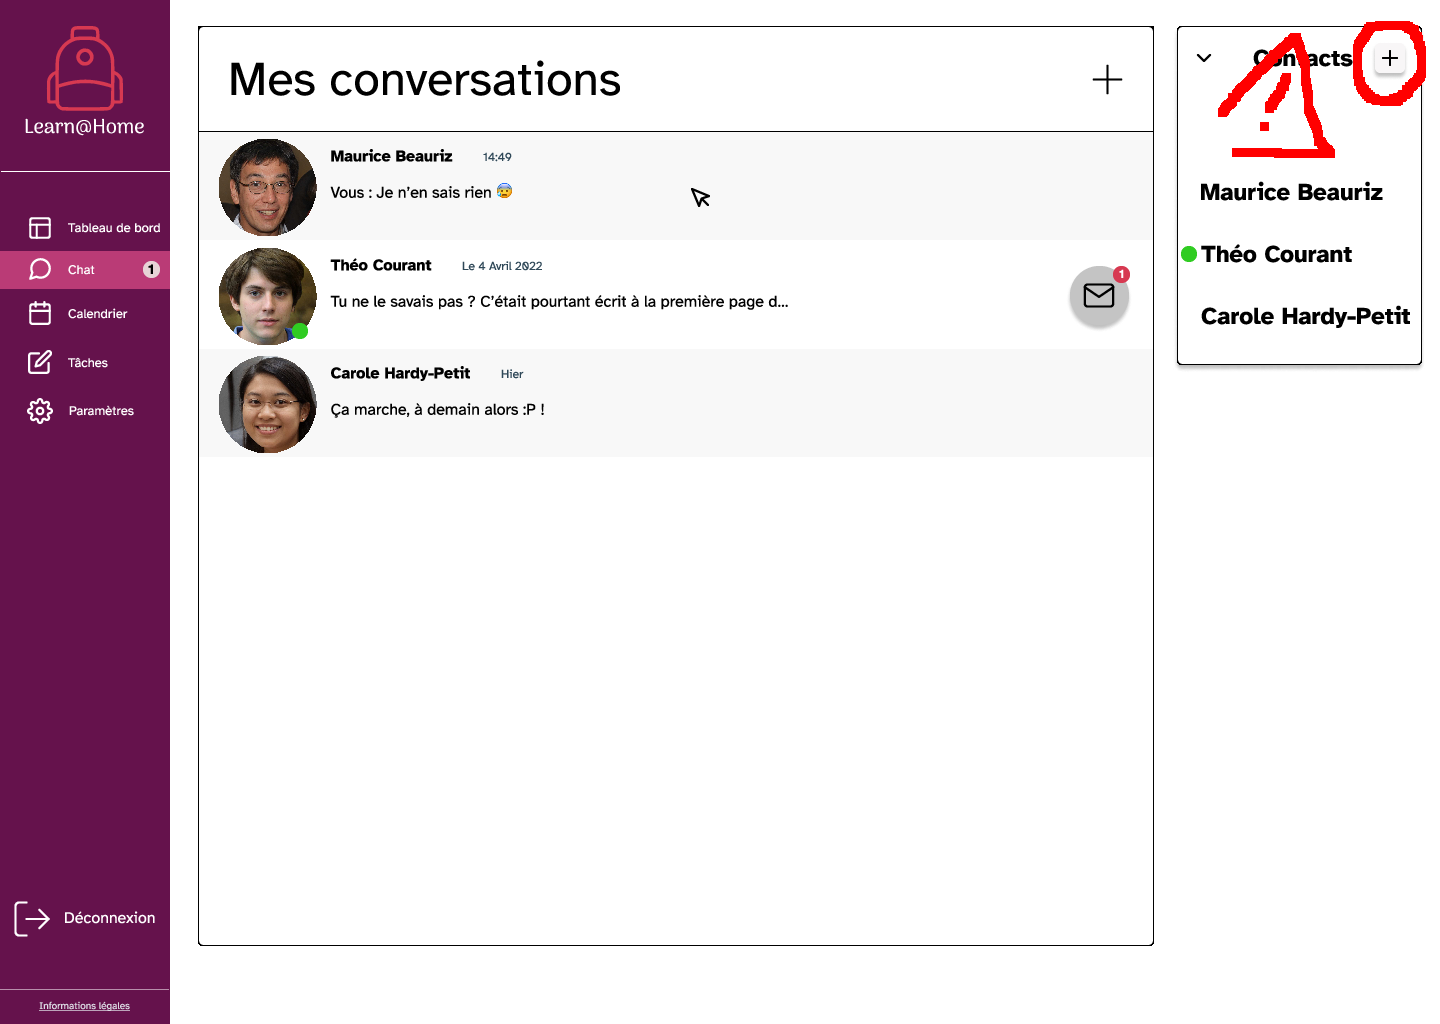 Learn@Home
Tableau de bord
Chat 1
Calendrier
Tâches
Paramètres
Déconnexion
Informations légales
Mes conversations
Maurice Beauriz 14:49
Vous : Je n’en sais rien 😰
Théo Courant Le 4 Avril 2022
Tu ne le savais pas ? C’était pourtant écrit à la première page d...
1
Carole Hardy-Petit Hier
Ça marche, à demain alors :P !
Contacts
Maurice Beauriz
Théo Courant
Carole Hardy-Petit